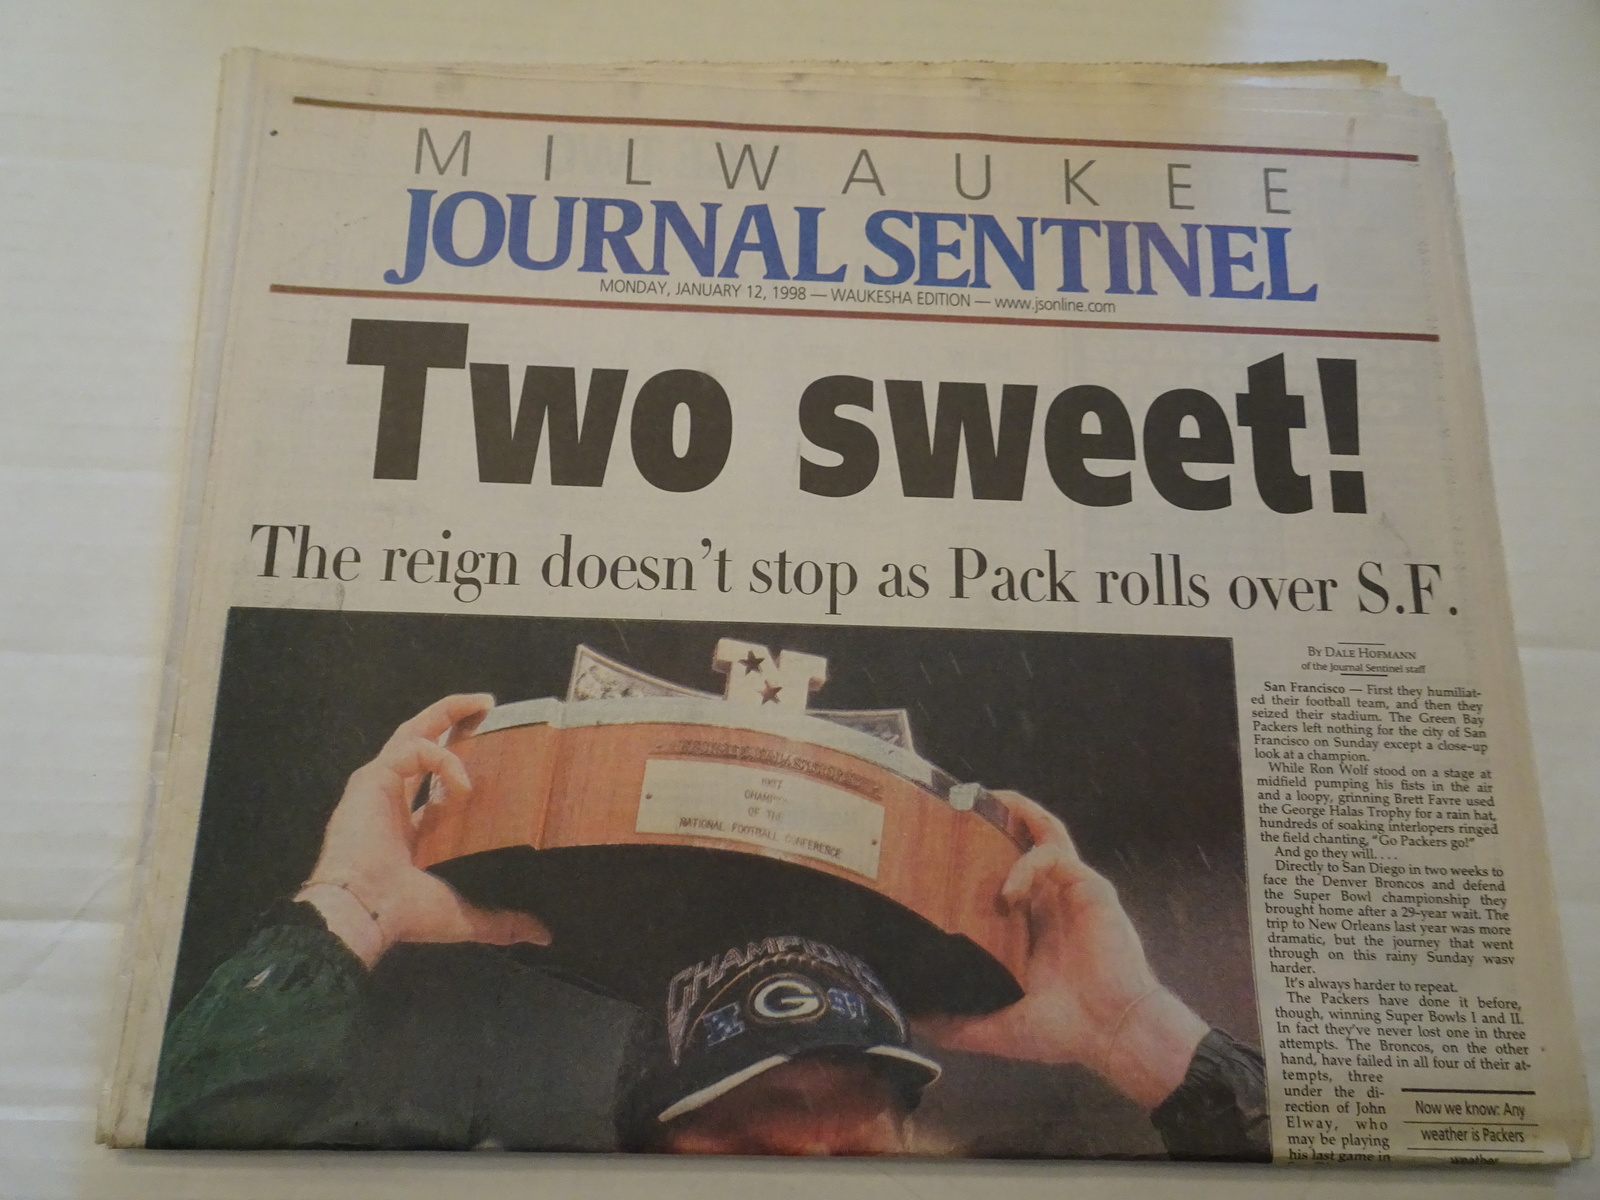 MILWAUKEE
JOURNAL SENTINEL
MONDAY, JANUARY 12, 1998 — WAUKESHA EDITION — www.jsonline.com
Two sweet!
The reign doesn't stop as Pack rolls over S.F.
N
1997
CHAMPIONS
OF THE
NATIONAL FOOTBALL CONFERENCE
CHAMPIONS
G
BY DALE HOFMANN
of the Journal Sentinel staff
San Francisco — First they humiliat-
ed their football team, and then they
seized their stadium. The Green Bay
Packers left nothing for the city of San
Francisco on Sunday except a close-up
look at a champion.
While Ron Wolf stood on a stage at
midfield pumping his fists in the air
and a loopy, grinning Brett Favre used
the George Halas Trophy for a rain hat,
hundreds of soaking interlopers ringed
the field chanting, "Go Packers go!"
And go they will. . . .
Directly to San Diego in two weeks to
face the Denver Broncos and defend
the Super Bowl championship they
brought home after a 29-year wait. The
trip to New Orleans last year was more
dramatic, but the journey that went
through on this rainy Sunday wasv
harder.
It's always harder to repeat.
The Packers have done it before,
though, winning Super Bowls I and II.
In fact they've never lost one in three
attempts. The Broncos, on the other
hand, have failed in all four of their at-
tempts, three
under the di-
rection of John
Elway, who
may be playing
his last game in
Now we know: Any
weather is Packers
weather